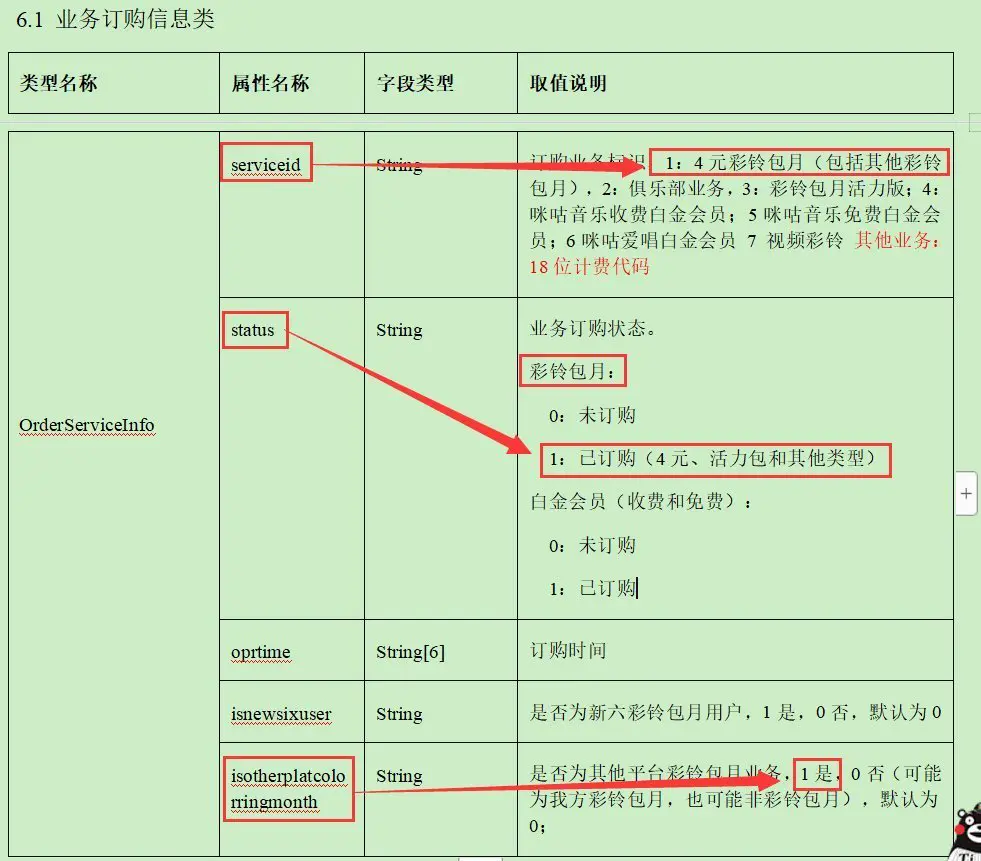 6.1 业务订购信息类
类型名称 属性名称 字段类型 取值说明
OrderServiceInfo
serviceid String
订购业务标识 1：4 元彩铃包月（包括其他彩铃
包月），2：俱乐部业务，3：彩铃包月活力版；4：
咪咕音乐收费白金会员；5 咪咕音乐免费白金会
员；6 咪咕爱唱白金会员 7 视频彩铃 其他业务：
18 位计费代码
status String 业务订购状态。
彩铃包月：
0：未订购
1：已订购（4 元、活力包和其他类型）
白金会员（收费和免费）：
0：未订购
1：已订购
oprtime String[6] 订购时间
isnewsixuser String 是否为新六彩铃包月用户，1 是，0 否，默认为 0
isotherplatcolo
rringmonth
String
是否为其他平台彩铃包月业务，1 是，0 否（可能
为我方彩铃包月，也可能非彩铃包月），默认为
0；